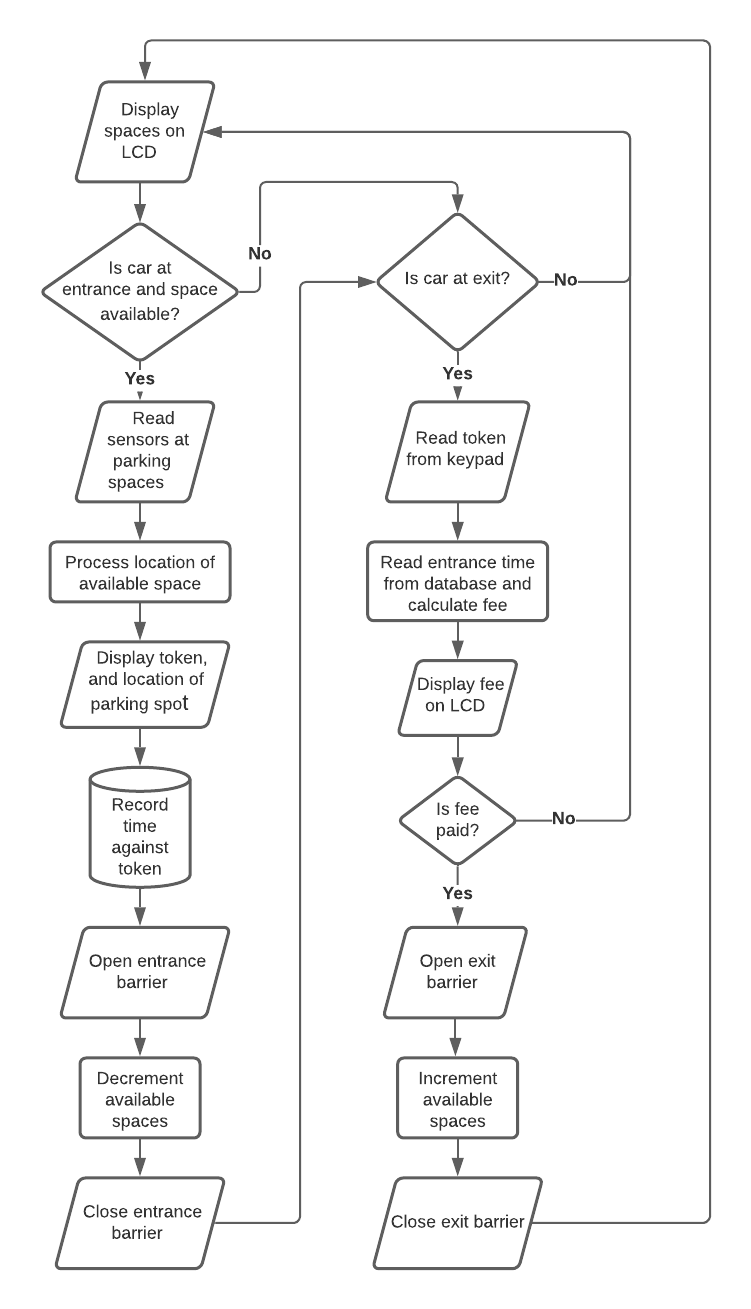 Display
spaces on
LCD
Is car at
entrance and space
available?
No
Yes
Read
sensors at
parking
spaces
Process location of
available space
Display token,
and location of
parking spot
Record
time
against
token
Open entrance
barrier
Decrement
available
spaces
Close entrance
barrier
Is car at exit?
No
Yes
Read token
from keypad
Read entrance time
from database and
calculate fee
Display fee
on LCD
Is fee
paid?
No
Yes
Open exit
barrier
Increment
available
spaces
Close exit barrier